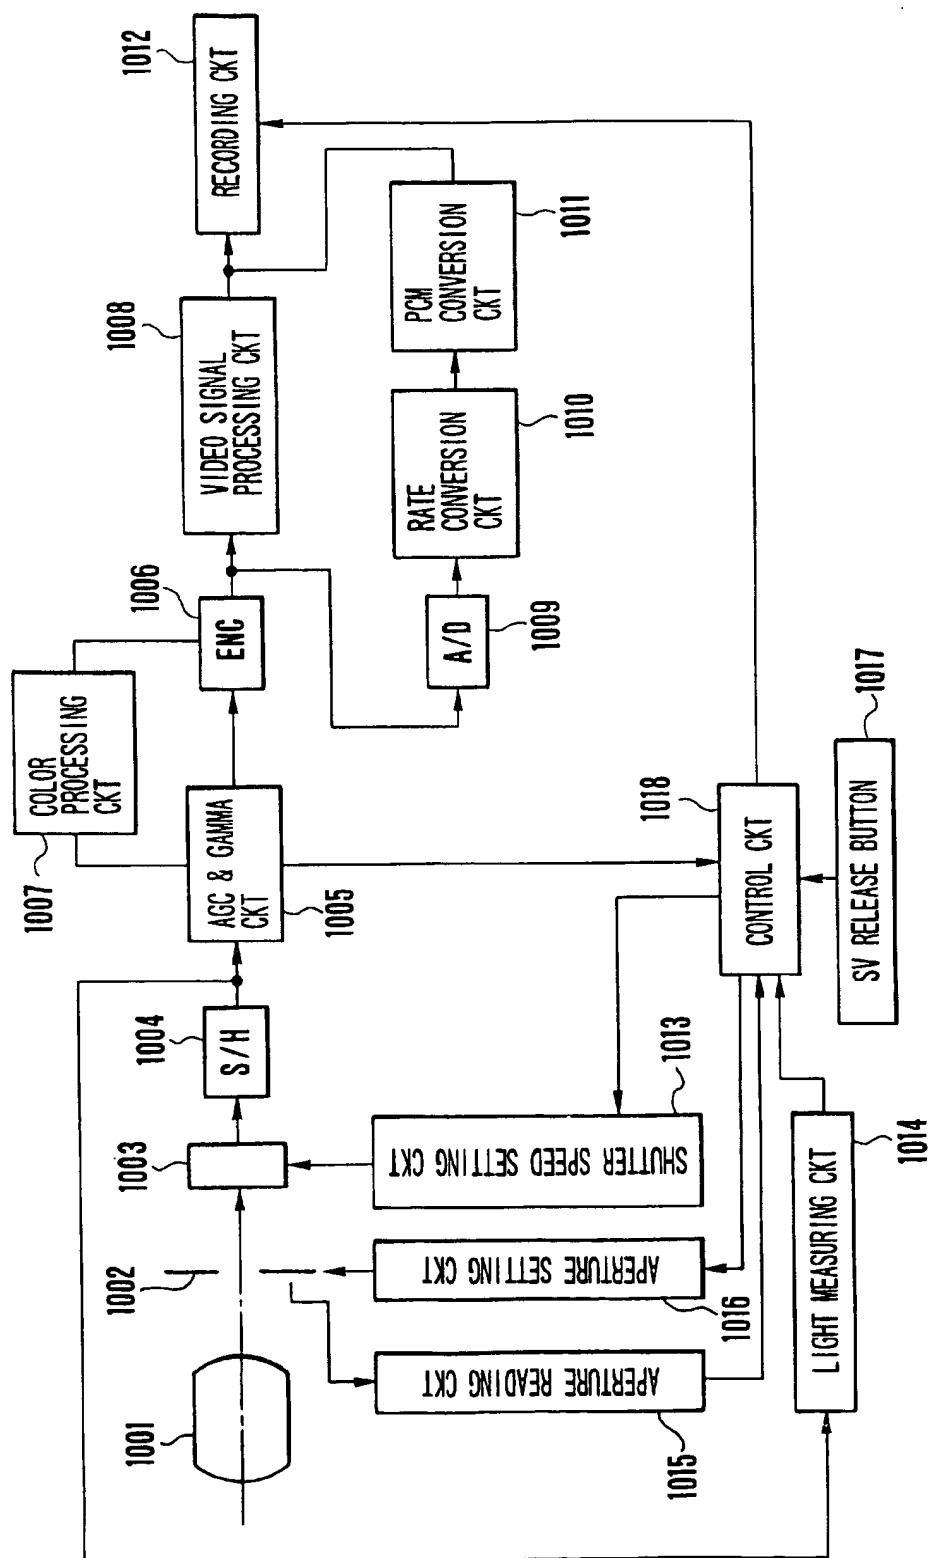 1001
1002
1003
1004
S/H
1007
COLOR
PROCESSING
CKT
AGC & GAMMA
CKT
1005
1006
ENC
1008
VIDEO SIGNAL
PROCESSING CKT
1012
RECORDING CKT
A/D
1009
RATE
CONVERSION
CKT
1010
PCM
CONVERSION
CKT
1011
SHUTTER SPEED SETTING CKT
1013
APERTURE SETTING CKT
1016
APERTURE READING CKT
1015
LIGHT MEASURING CKT
1014
1018
CONTROL CKT
SV RELEASE BUTTON
1017